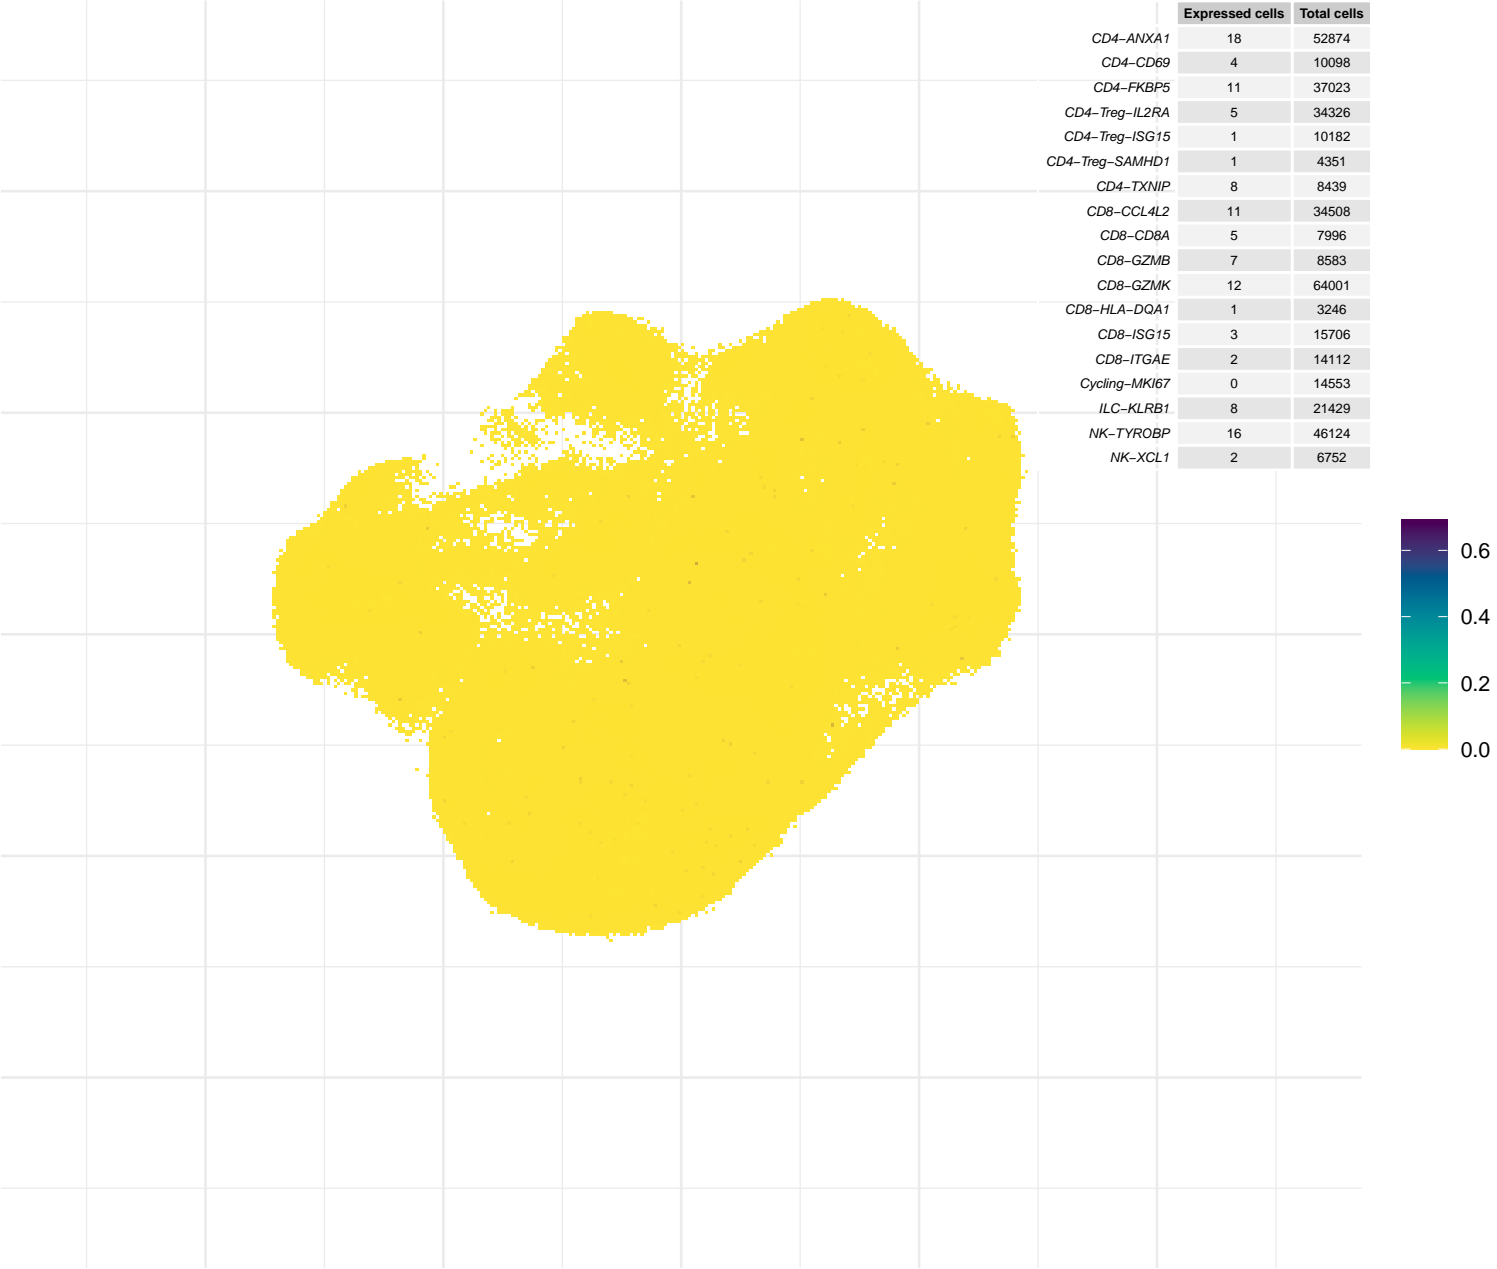 Expressed cells Total cells
CD4−ANXA1 18 52874
CD4−CD69 4 10098
CD4−FKBP5 11 37023
CD4−Treg−IL2RA 5 34326
CD4−Treg−ISG15 1 10182
CD4−Treg−SAMHD1 1 4351
CD4−TXNIP 8 8439
CD8−CCL4L2 11 34508
CD8−CD8A 5 7996
CD8−GZMB 7 8583
CD8−GZMK 12 64001
CD8−HLA−DQA1 1 3246
CD8−ISG15 3 15706
CD8−ITGAE 2 14112
Cycling−MKI67 0 14553
ILC−KLRB1 8 21429
NK−TYROBP 16 46124
NK−XCL1 2 6752
0.6
0.4
0.2
0.0